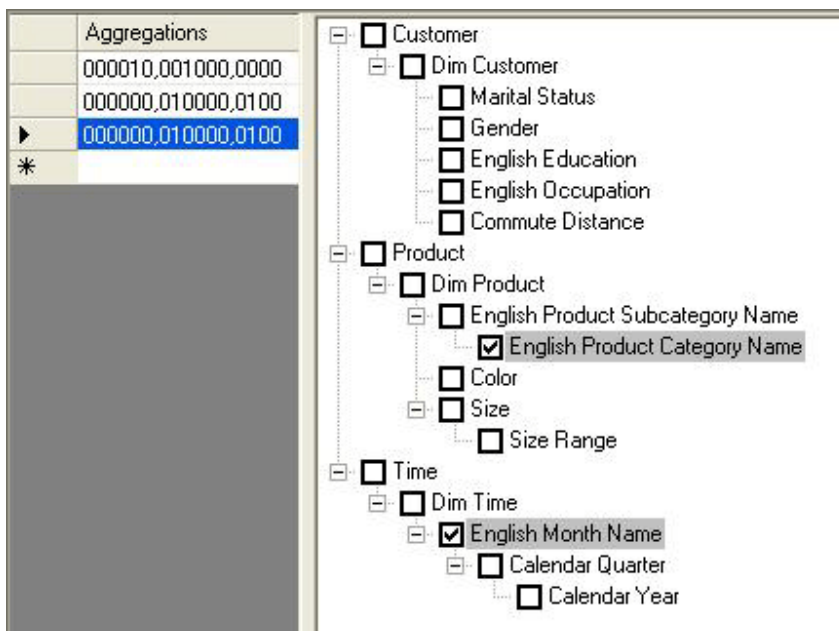 Aggregations
000010,001000,0000
000000,010000,0100
000000,010000,0100
Customer
Dim Customer
Marital Status
Gender
English Education
English Occupation
Commute Distance
Product
Dim Product
English Product Subcategory Name
English Product Category Name
Color
Size
Size Range
Time
Dim Time
English Month Name
Calendar Quarter
Calendar Year